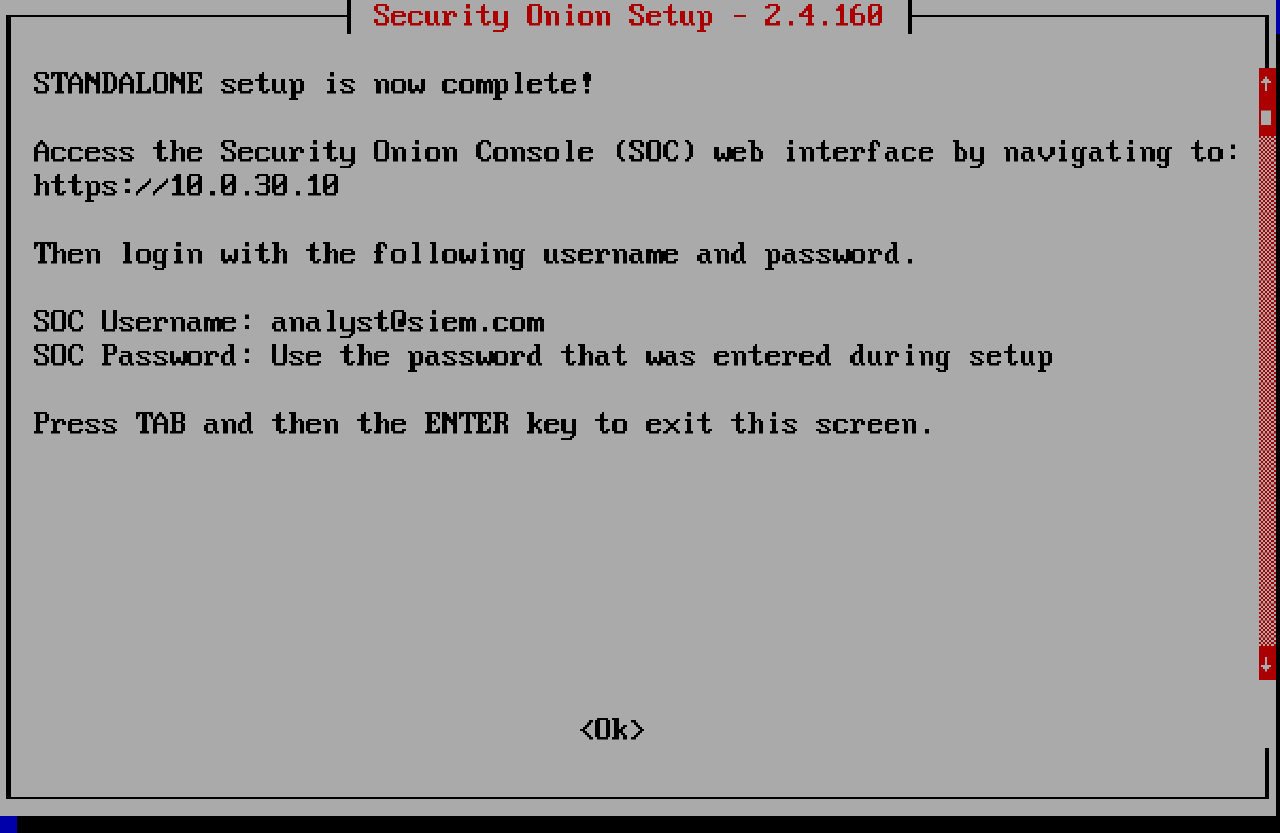 Security Onion Setup - 2.4.160
STANDALONE setup is now complete!
Access the Security Onion Console (SOC) web interface by navigating to:
https://10.0.30.10
Then login with the following username and password.
SOC Username: analyst@siem.com
SOC Password: Use the password that was entered during setup
Press TAB and then the ENTER key to exit this screen.
<Ok>